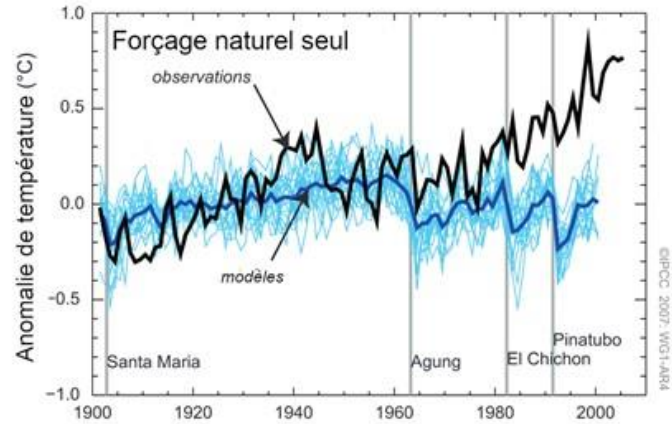 Forçage naturel seul
observations
modèles
Anomalie de température (°C)
1.0
0.5
0.0
−0.5
−1.0
Santa Maria
Agung
El Chichon
Pinatubo
1900
1920
1940
1960
1980
2000
©IPCC 2007: WG1-AR4